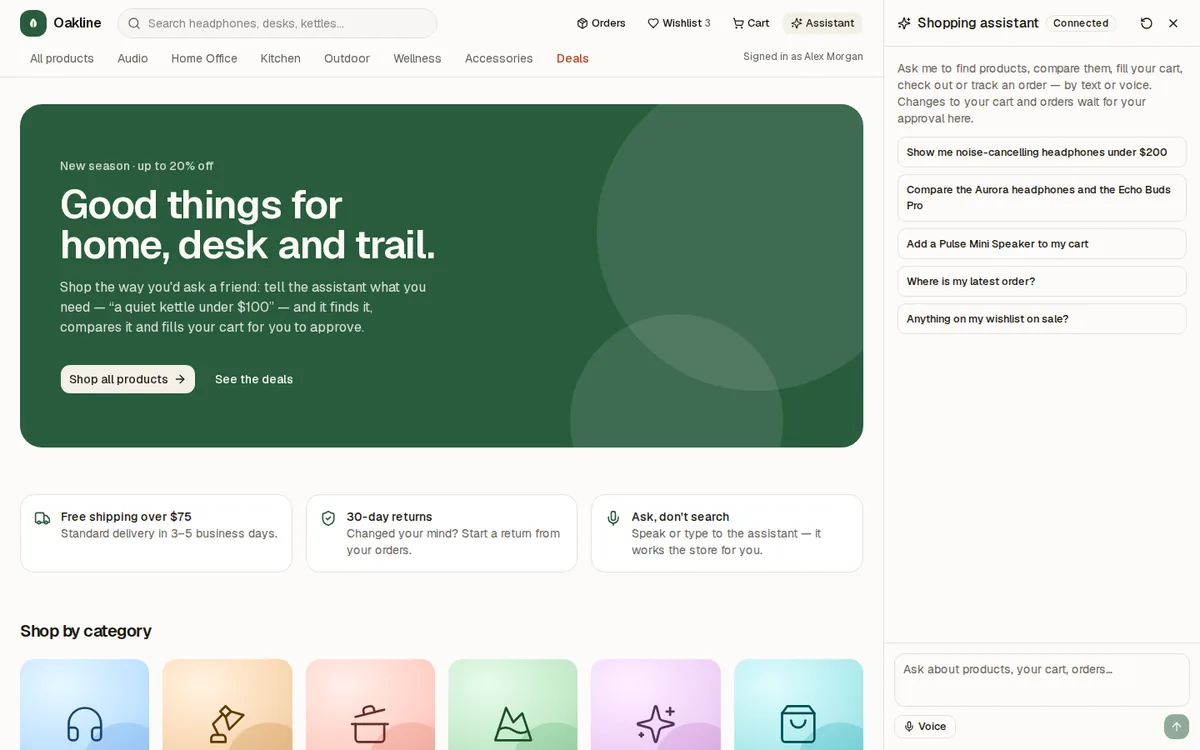 Oakline
Search headphones, desks, kettles...
Orders
Wishlist 3
Cart
Assistant
All products
Audio
Home Office
Kitchen
Outdoor
Wellness
Accessories
Deals
Signed in as Alex Morgan
New season · up to 20% off
Good things for
home, desk and trail.
Shop the way you'd ask a friend: tell the assistant what you
need — “a quiet kettle under $100” — and it finds it,
compares it and fills your cart for you to approve.
Shop all products
See the deals
Free shipping over $75
Standard delivery in 3–5 business days.
30-day returns
Changed your mind? Start a return from
your orders.
Ask, don't search
Speak or type to the assistant — it
works the store for you.
Shop by category
Shopping assistant
Connected
Ask me to find products, compare them, fill your cart,
check out or track an order — by text or voice.
Changes to your cart and orders wait for your
approval here.
Show me noise-cancelling headphones under $200
Compare the Aurora headphones and the Echo Buds
Pro
Add a Pulse Mini Speaker to my cart
Where is my latest order?
Anything on my wishlist on sale?
Ask about products, your cart, orders...
Voice